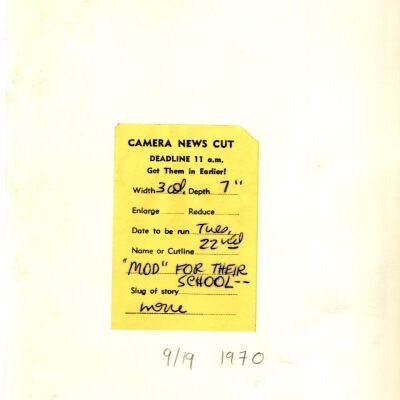 CAMERA NEWS CUT
DEADLINE 11 a.m.
Get Them in Earlier!
Width 3 col. Depth 7"
Enlarge Reduce
Date to be run Tues,
22nd
Name or Cutline
"MOD" FOR THEIR
SCHOOL--
Slug of story
more
9/19 1970